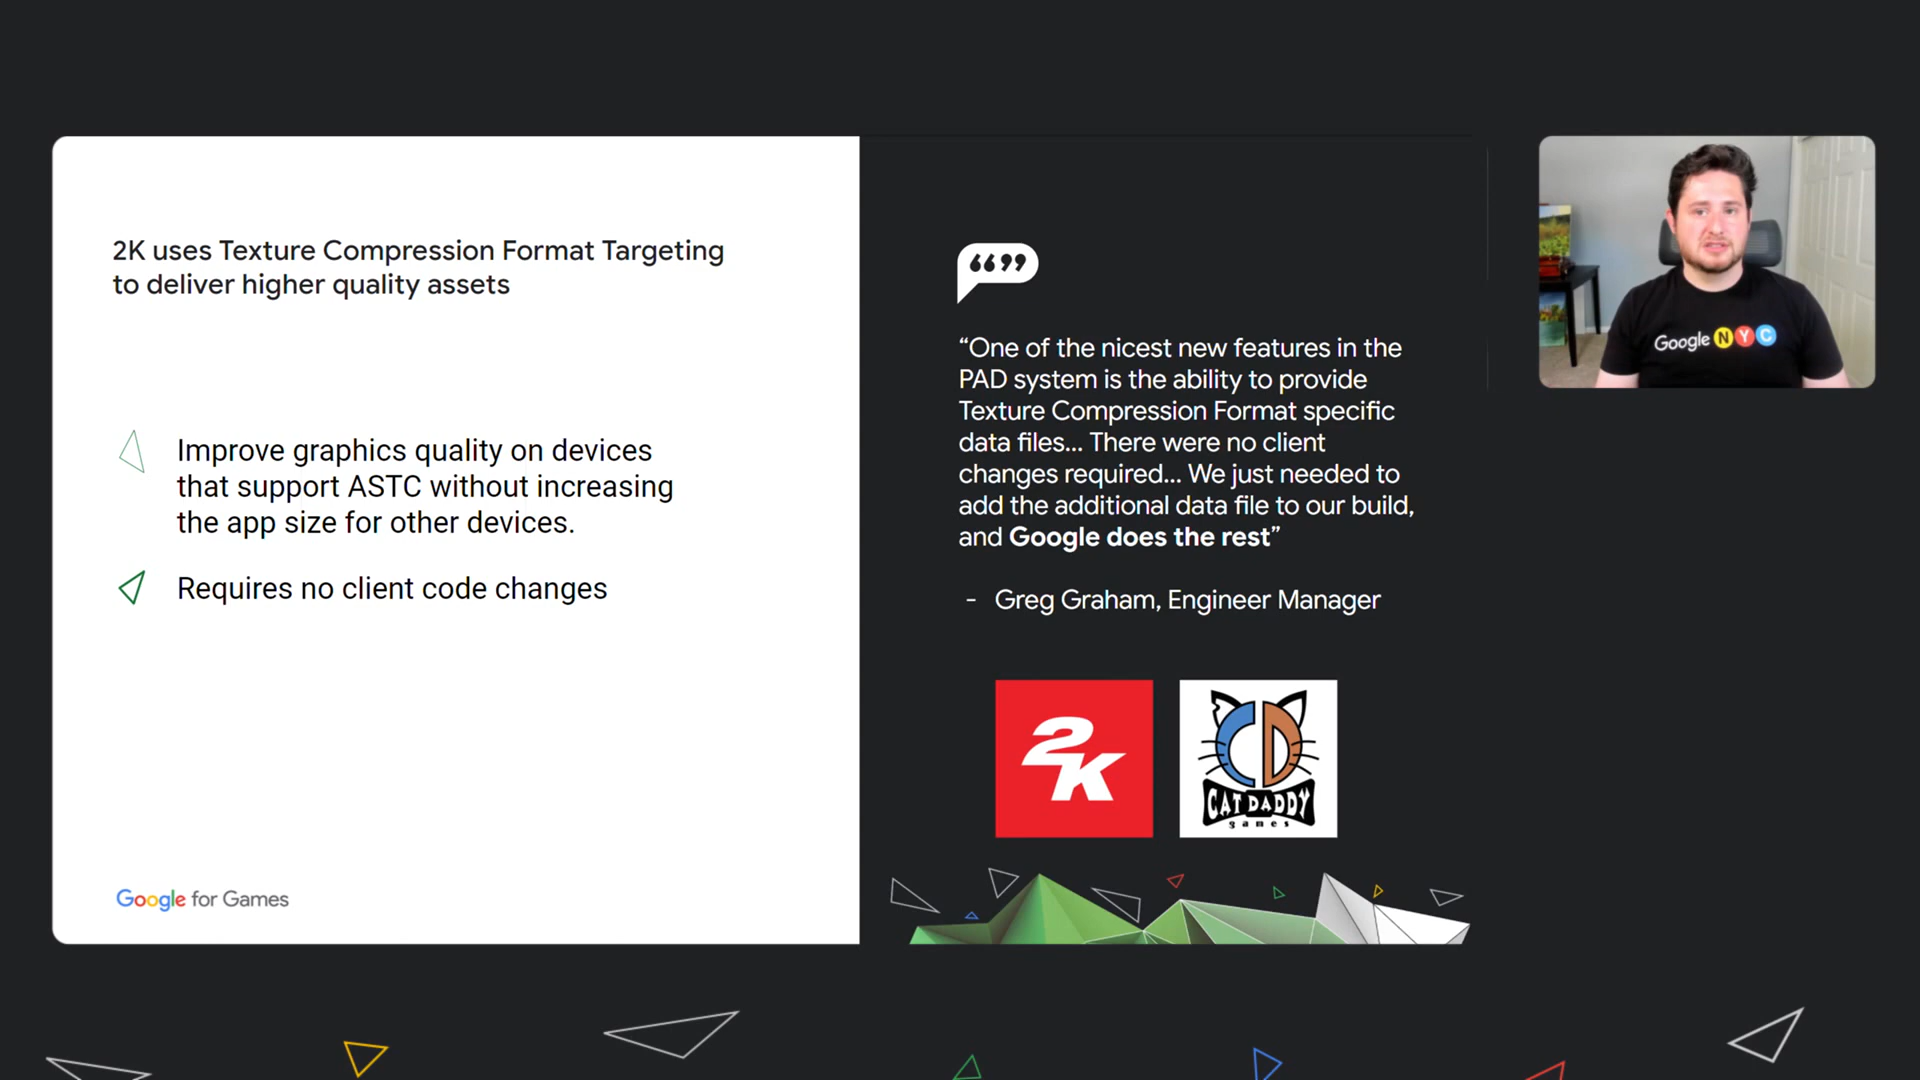 2K uses Texture Compression Format Targeting
to deliver higher quality assets
Improve graphics quality on devices
that support ASTC without increasing
the app size for other devices.
Requires no client code changes
Google for Games
“One of the nicest new features in the
PAD system is the ability to provide
Texture Compression Format specific
data files... There were no client
changes required... We just needed to
add the additional data file to our build,
and Google does the rest”
- Greg Graham, Engineer Manager
2K
CD
CAT DADDY
games
Google NYC